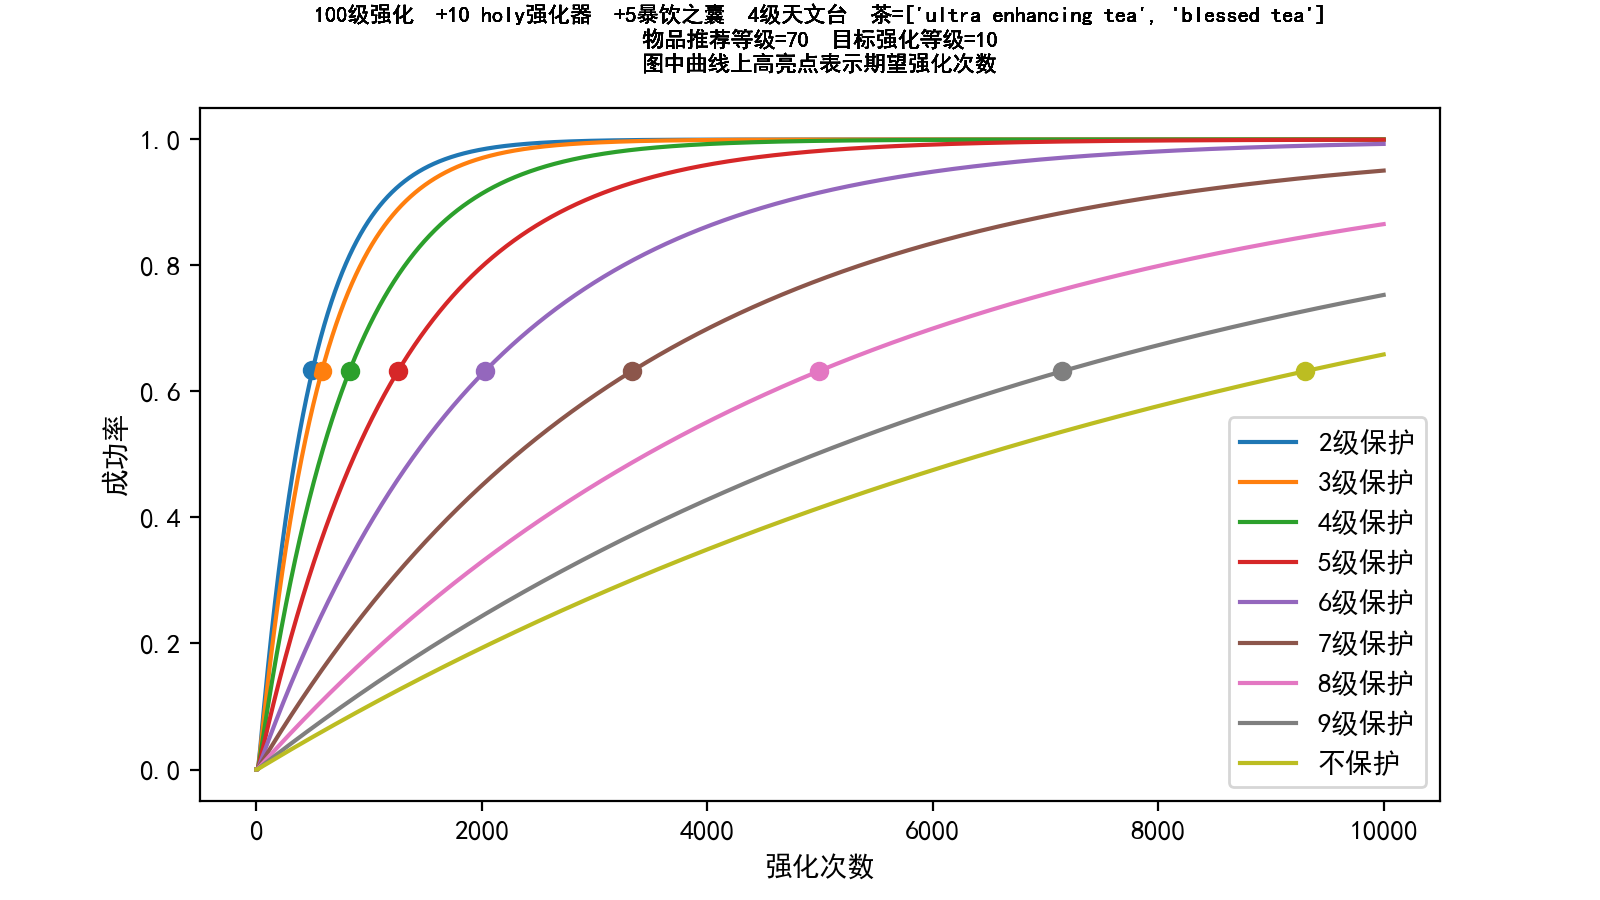 100级强化  +10 holy强化器  +5暴饮之囊  4级天文台  茶=['ultra enhancing tea', 'blessed tea']
物品推荐等级=70  目标强化等级=10
图中曲线上高亮点表示期望强化次数
1.0
0.8
0.6
0.4
0.2
0.0
成功率
2级保护
3级保护
4级保护
5级保护
6级保护
7级保护
8级保护
9级保护
不保护
0 2000 4000 6000 8000 10000
强化次数